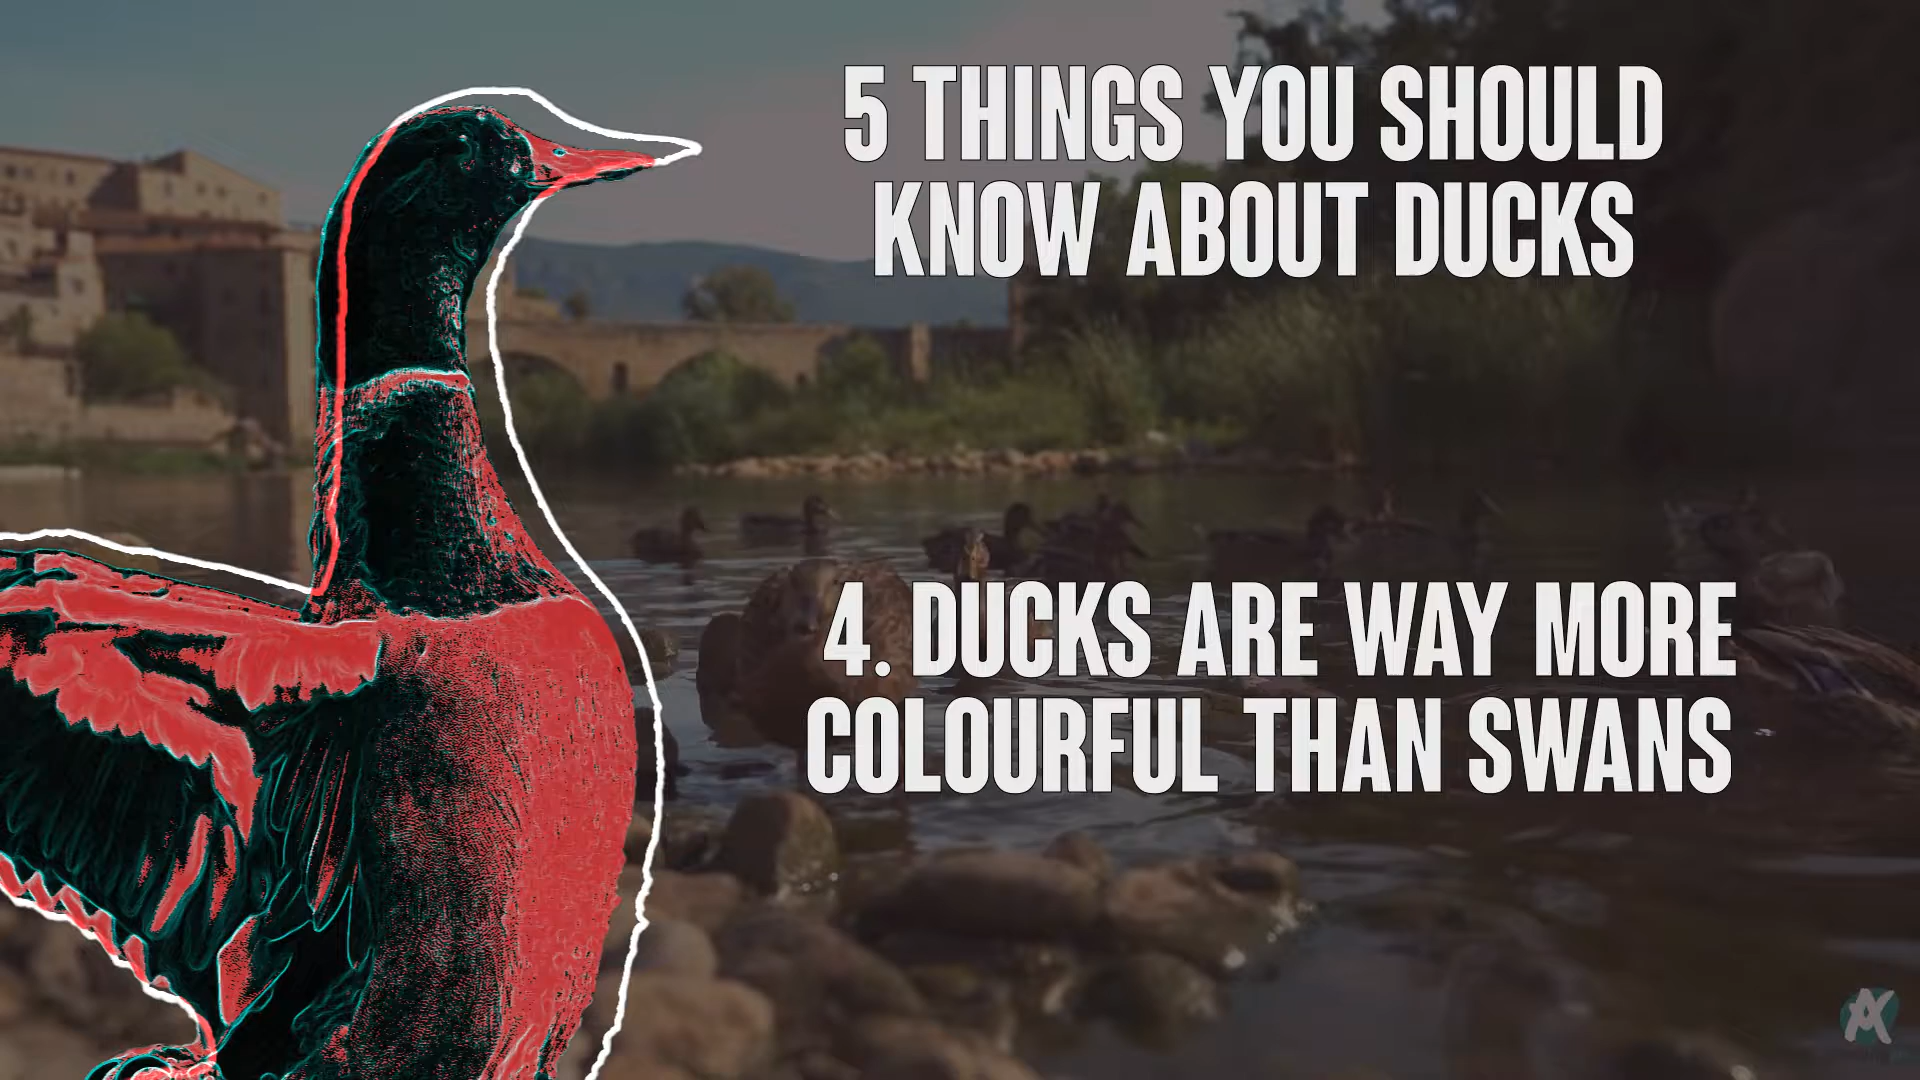 5 THINGS YOU SHOULD
KNOW ABOUT DUCKS
4. DUCKS ARE WAY MORE
COLOURFUL THAN SWANS